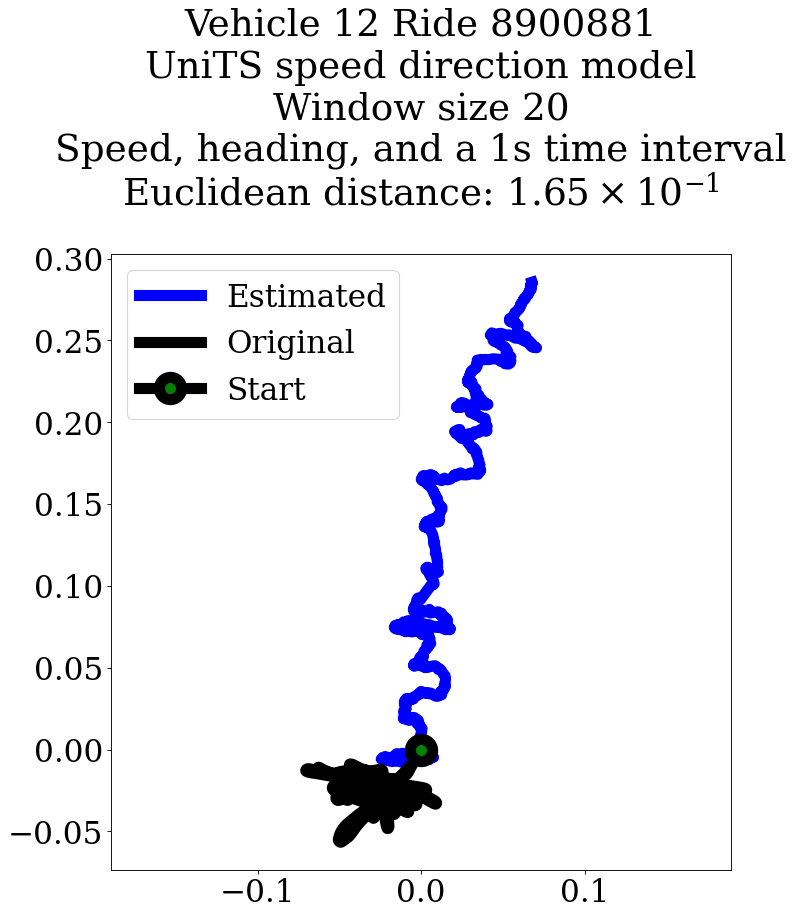 Vehicle 12 Ride 8900881
UniTS speed direction model
Window size 20
Speed, heading, and a 1s time interval
Euclidean distance: 1.65 × 10⁻¹
0.30
0.25
0.20
0.15
0.10
0.05
0.00
−0.05
Estimated
Original
Start
−0.1
0.0
0.1